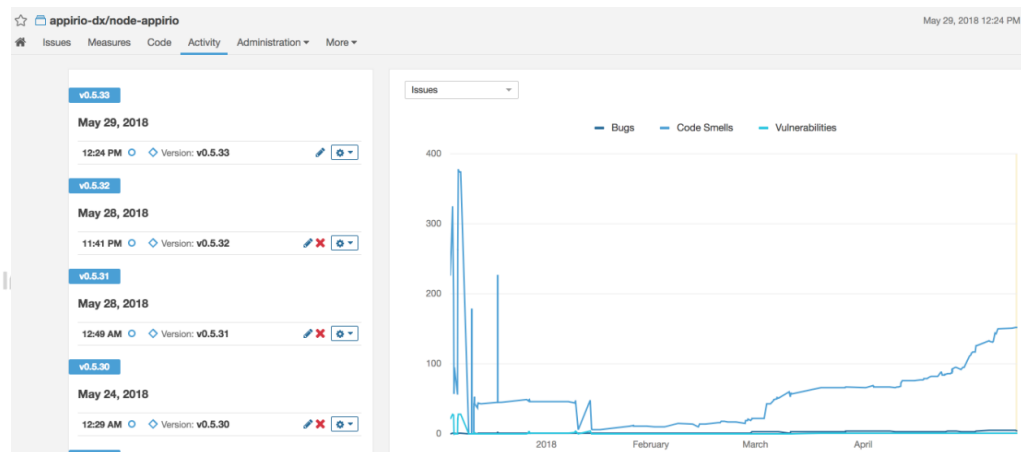 appirio-dx/node-appirio
May 29, 2018 12:24 PM
Issues Measures Code Activity Administration More
v0.5.33
May 29, 2018
12:24 PM Version: v0.5.33
v0.5.32
May 28, 2018
11:41 PM Version: v0.5.32
v0.5.31
May 28, 2018
12:49 AM Version: v0.5.31
v0.5.30
May 24, 2018
12:29 AM Version: v0.5.30
Issues
Bugs Code Smells Vulnerabilities
400
300
200
100
0
2018 February March April